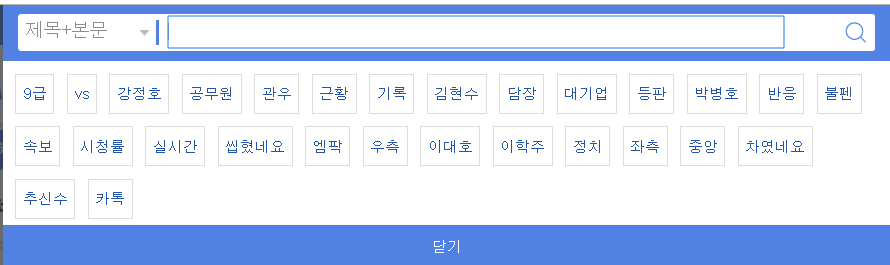 제목+본문
9급 vs 강정호 공무원 관우 근황 기록 김현수 담장 대기업 등판 박병호 반응 불펜
속보 시청률 실시간 씹혔네요 엠팍 우측 이대호 이학주 정치 좌측 중앙 차였네요
추신수 카톡
닫기